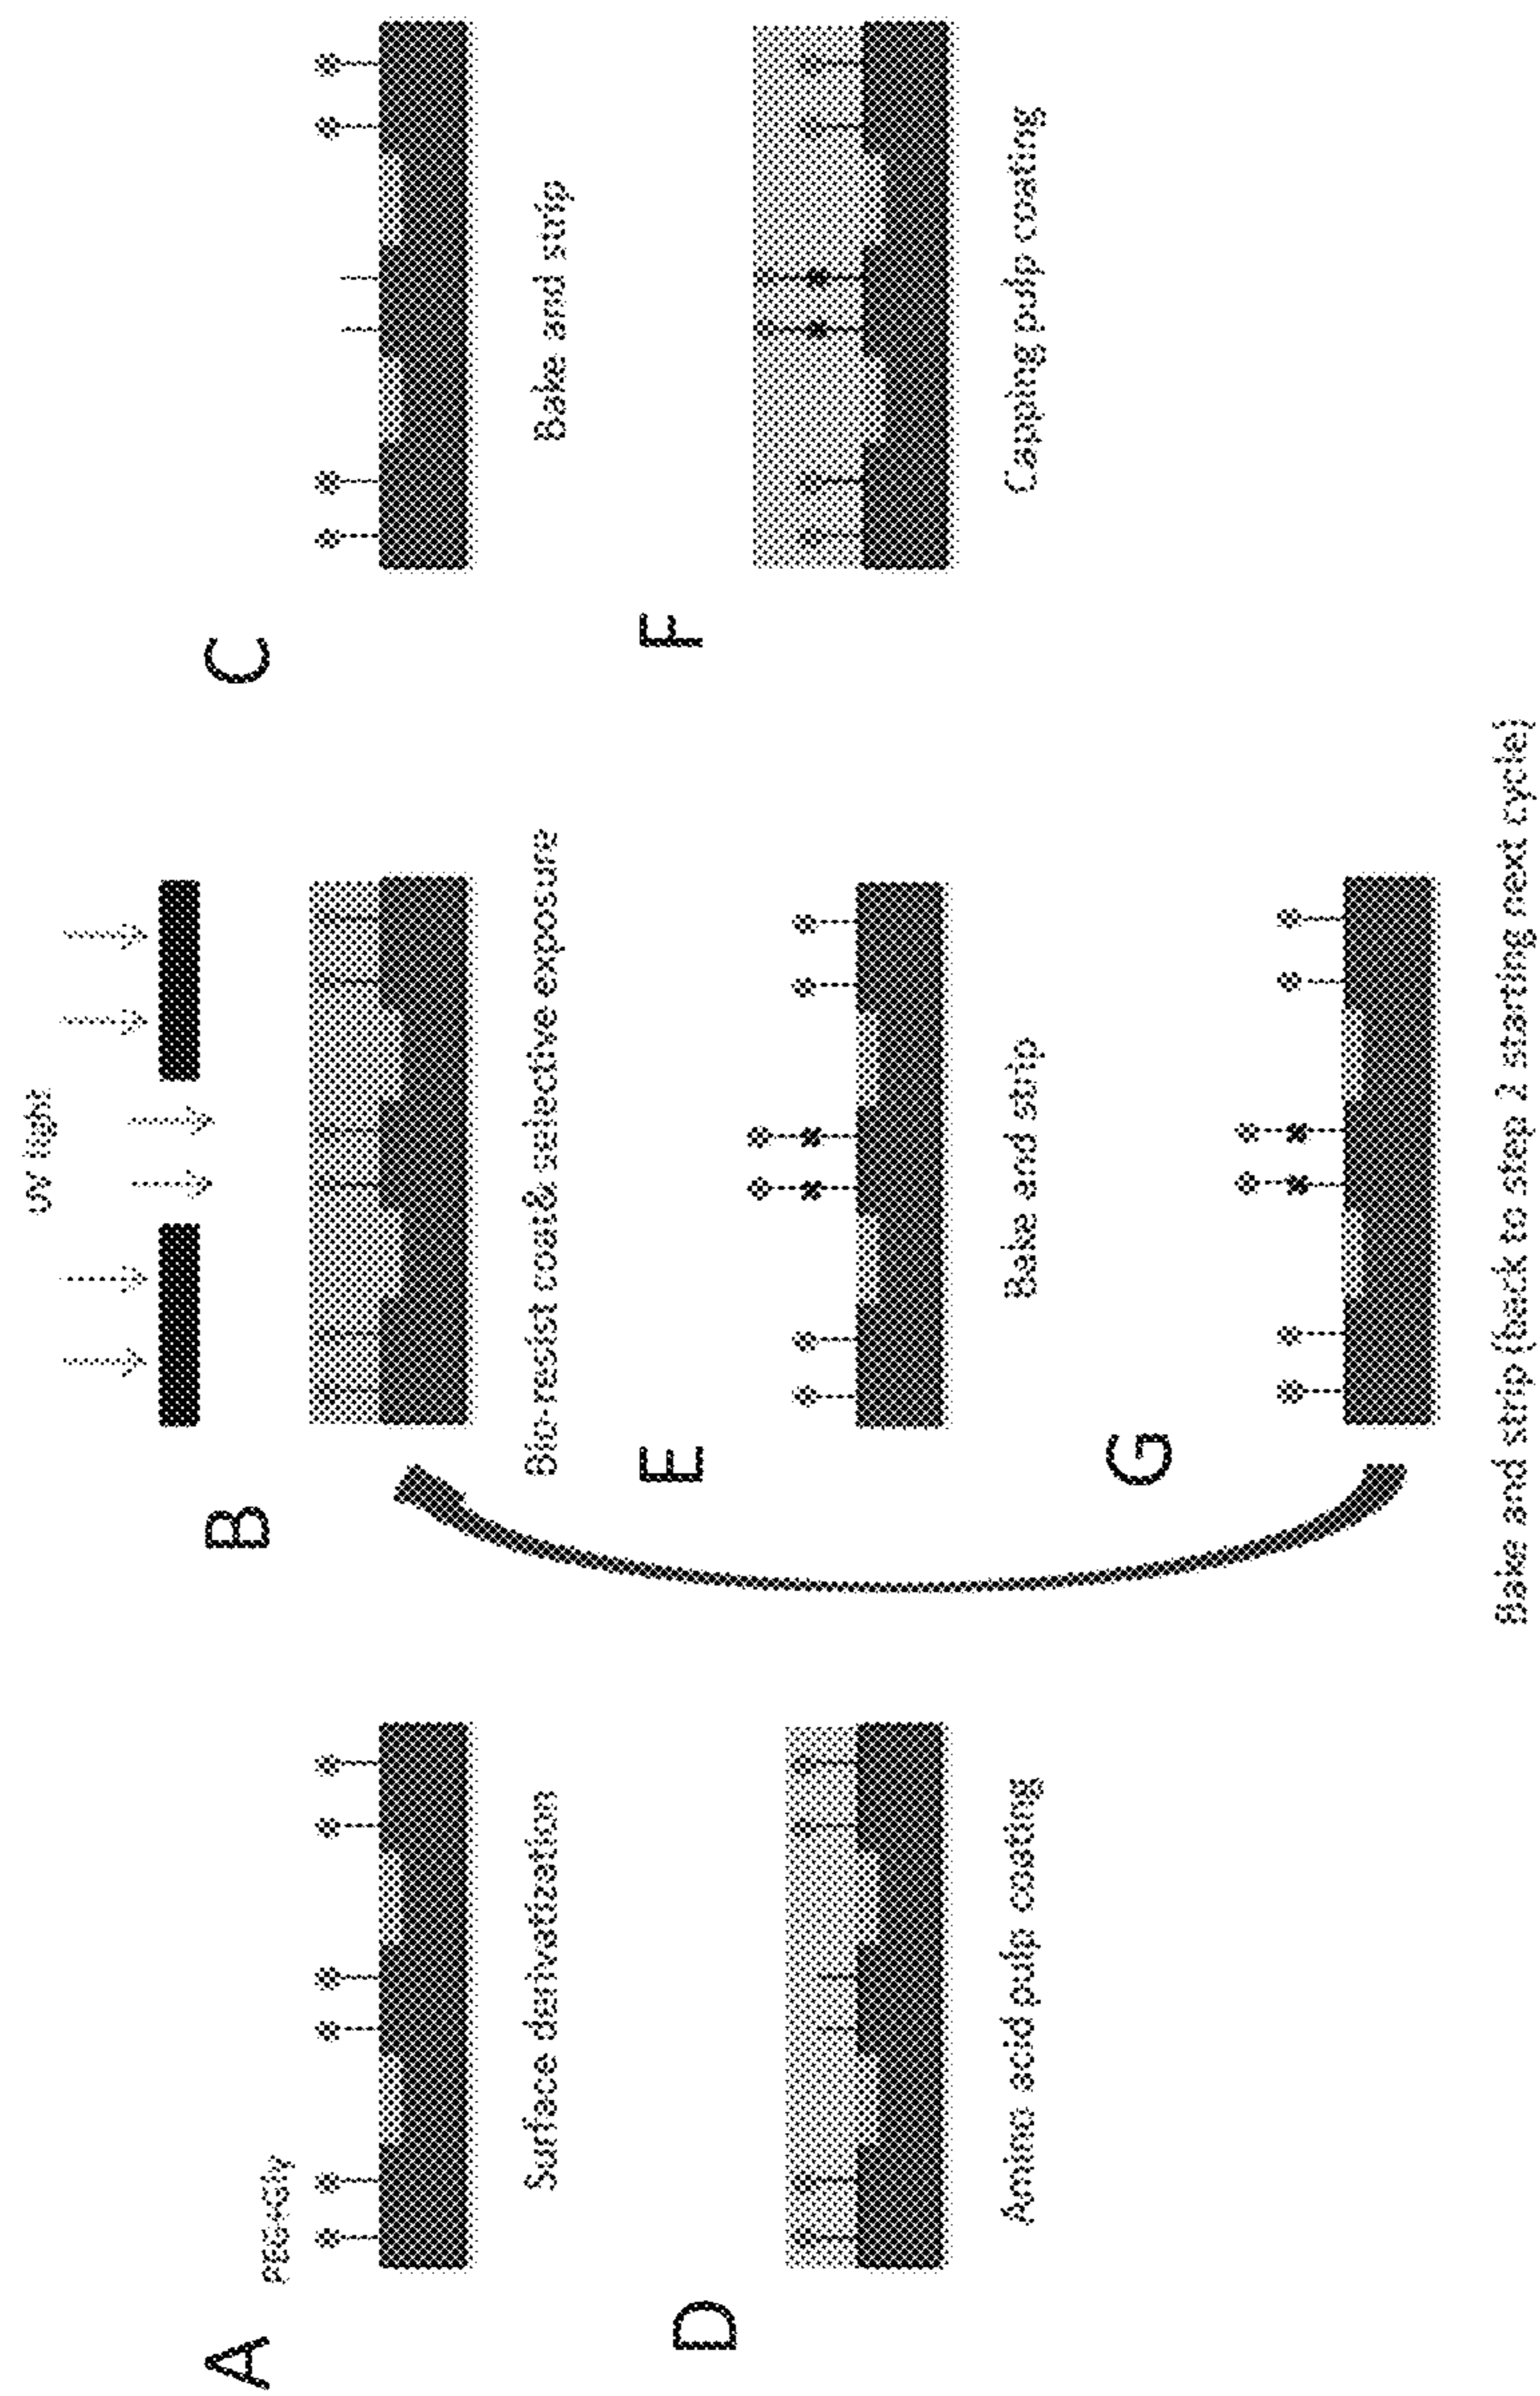 A
PEG+Gly
Surface derivatization
B
UV light
Bio-resist coat& selective exposure
C
Bake and strip
D
Amino acid pulp coating
E
Bake and strip
F
Capping pulp coating
G
Bake and strip (back to step 2 starting next cycle)